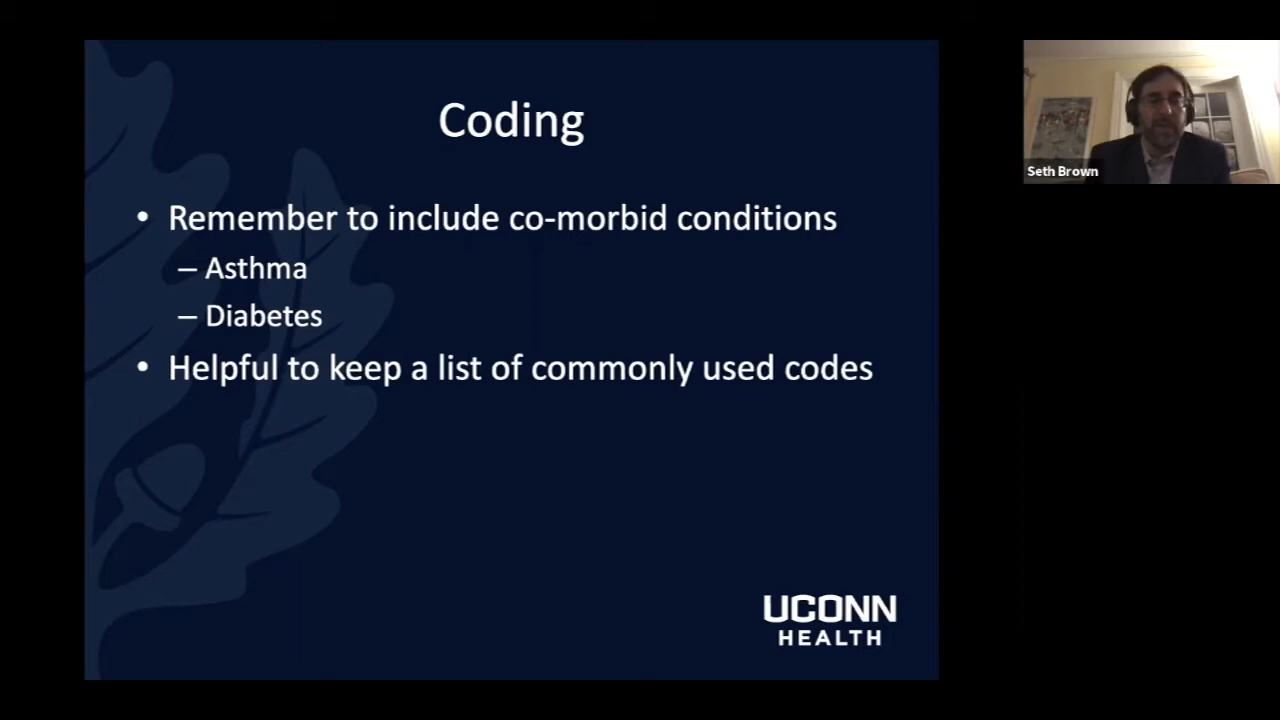 Coding
• Remember to include co-morbid conditions
– Asthma
– Diabetes
• Helpful to keep a list of commonly used codes
UCONN
HEALTH
Seth Brown